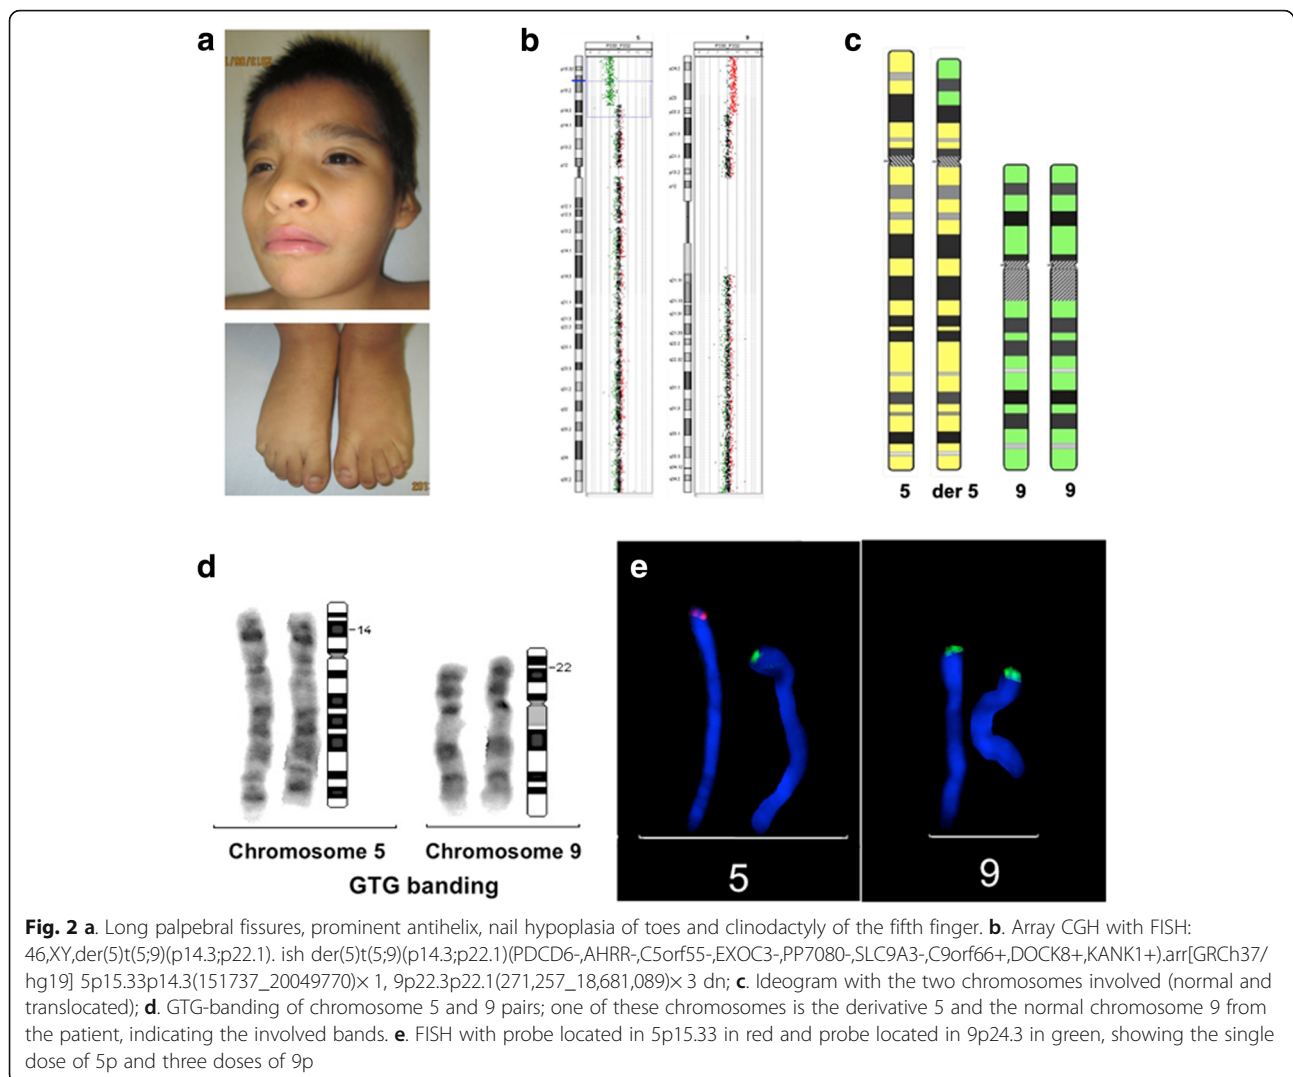 a
b
c
5
9
5 der 5 9 9
d
e
14
22
Chromosome 5 Chromosome 9
GTG banding
5
9
Fig. 2 a. Long palpebral fissures, prominent antihelix, nail hypoplasia of toes and clinodactyly of the fifth finger. b. Array CGH with FISH:
46,XY,der(5)t(5;9)(p14.3;p22.1). ish der(5)t(5;9)(p14.3;p22.1)(PDCD6-,AHRR-,C5orf55-,EXOC3-,PP7080-,SLC9A3-,C9orf66+,DOCK8+,KANK1+).arr[GRCh37/
hg19] 5p15.33p14.3(151737_20049770)× 1, 9p22.3p22.1(271,257_18,681,089)× 3 dn; c. Ideogram with the two chromosomes involved (normal and
translocated); d. GTG-banding of chromosome 5 and 9 pairs; one of these chromosomes is the derivative 5 and the normal chromosome 9 from
the patient, indicating the involved bands. e. FISH with probe located in 5p15.33 in red and probe located in 9p24.3 in green, showing the single
dose of 5p and three doses of 9p